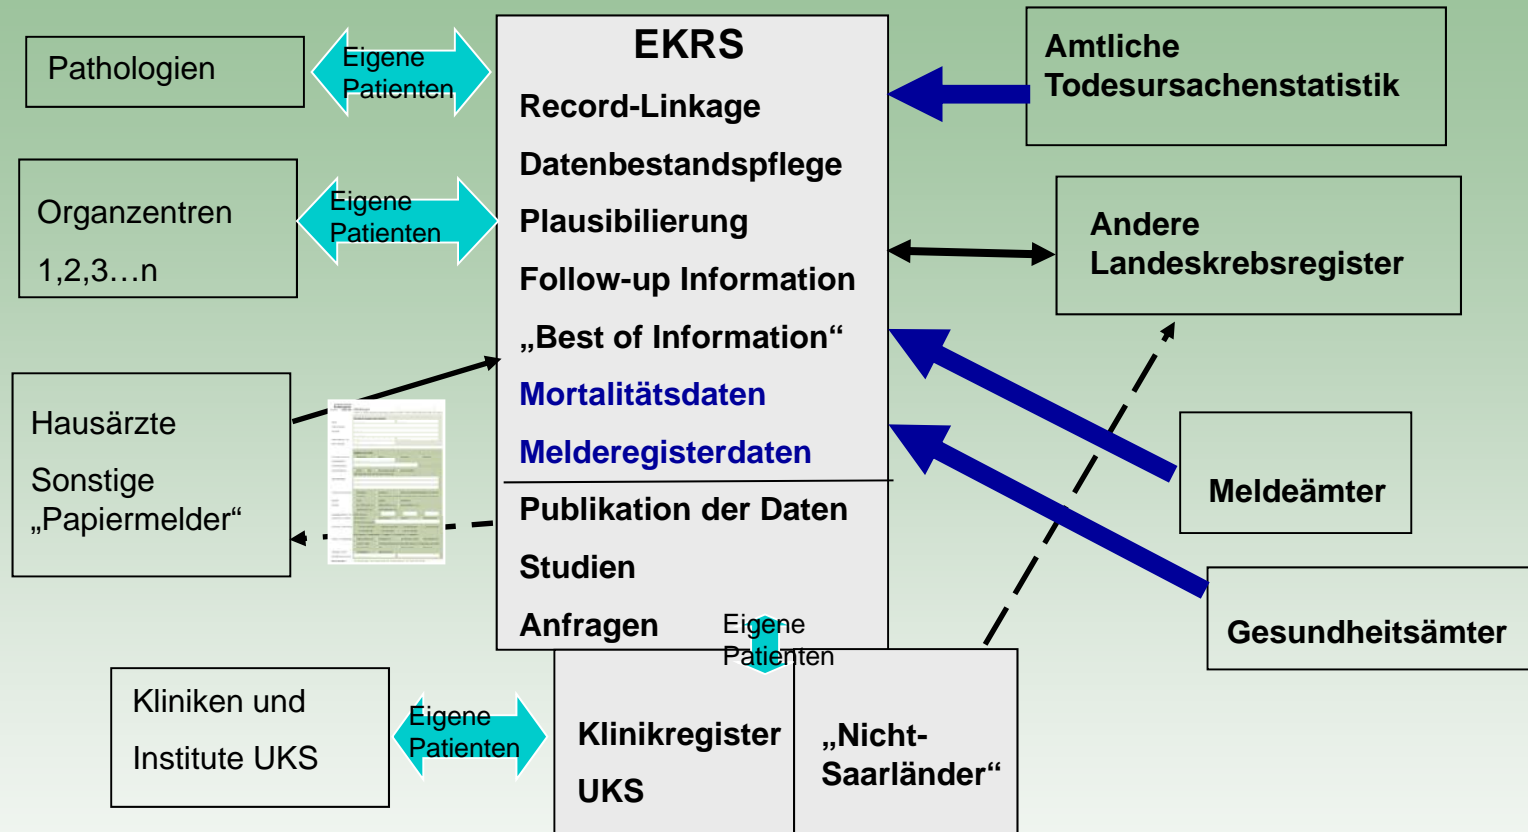 Pathologien
Eigene
Patienten
EKRS
Record-Linkage
Datenbestandspflege
Plausibilierung
Follow-up Information
„Best of Information“
Mortalitätsdaten
Melderegisterdaten
Publikation der Daten
Studien
Anfragen
Amtliche
Todesursachenstatistik
Organzentren
1,2,3…n
Eigene
Patienten
Andere
Landeskrebsregister
Hausärzte
Sonstige
„Papiermelder“
Meldeämter
Gesundheitsämter
Eigene
Patienten
Kliniken und
Institute UKS
Eigene
Patienten
Klinikregister
UKS
„Nicht-
Saarländer“